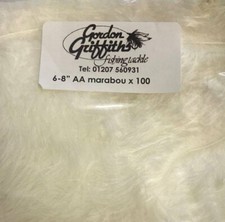 Gordon
Griffiths
fishing tackle
Tel: 01207 560931
6-8" AA marabou x 100